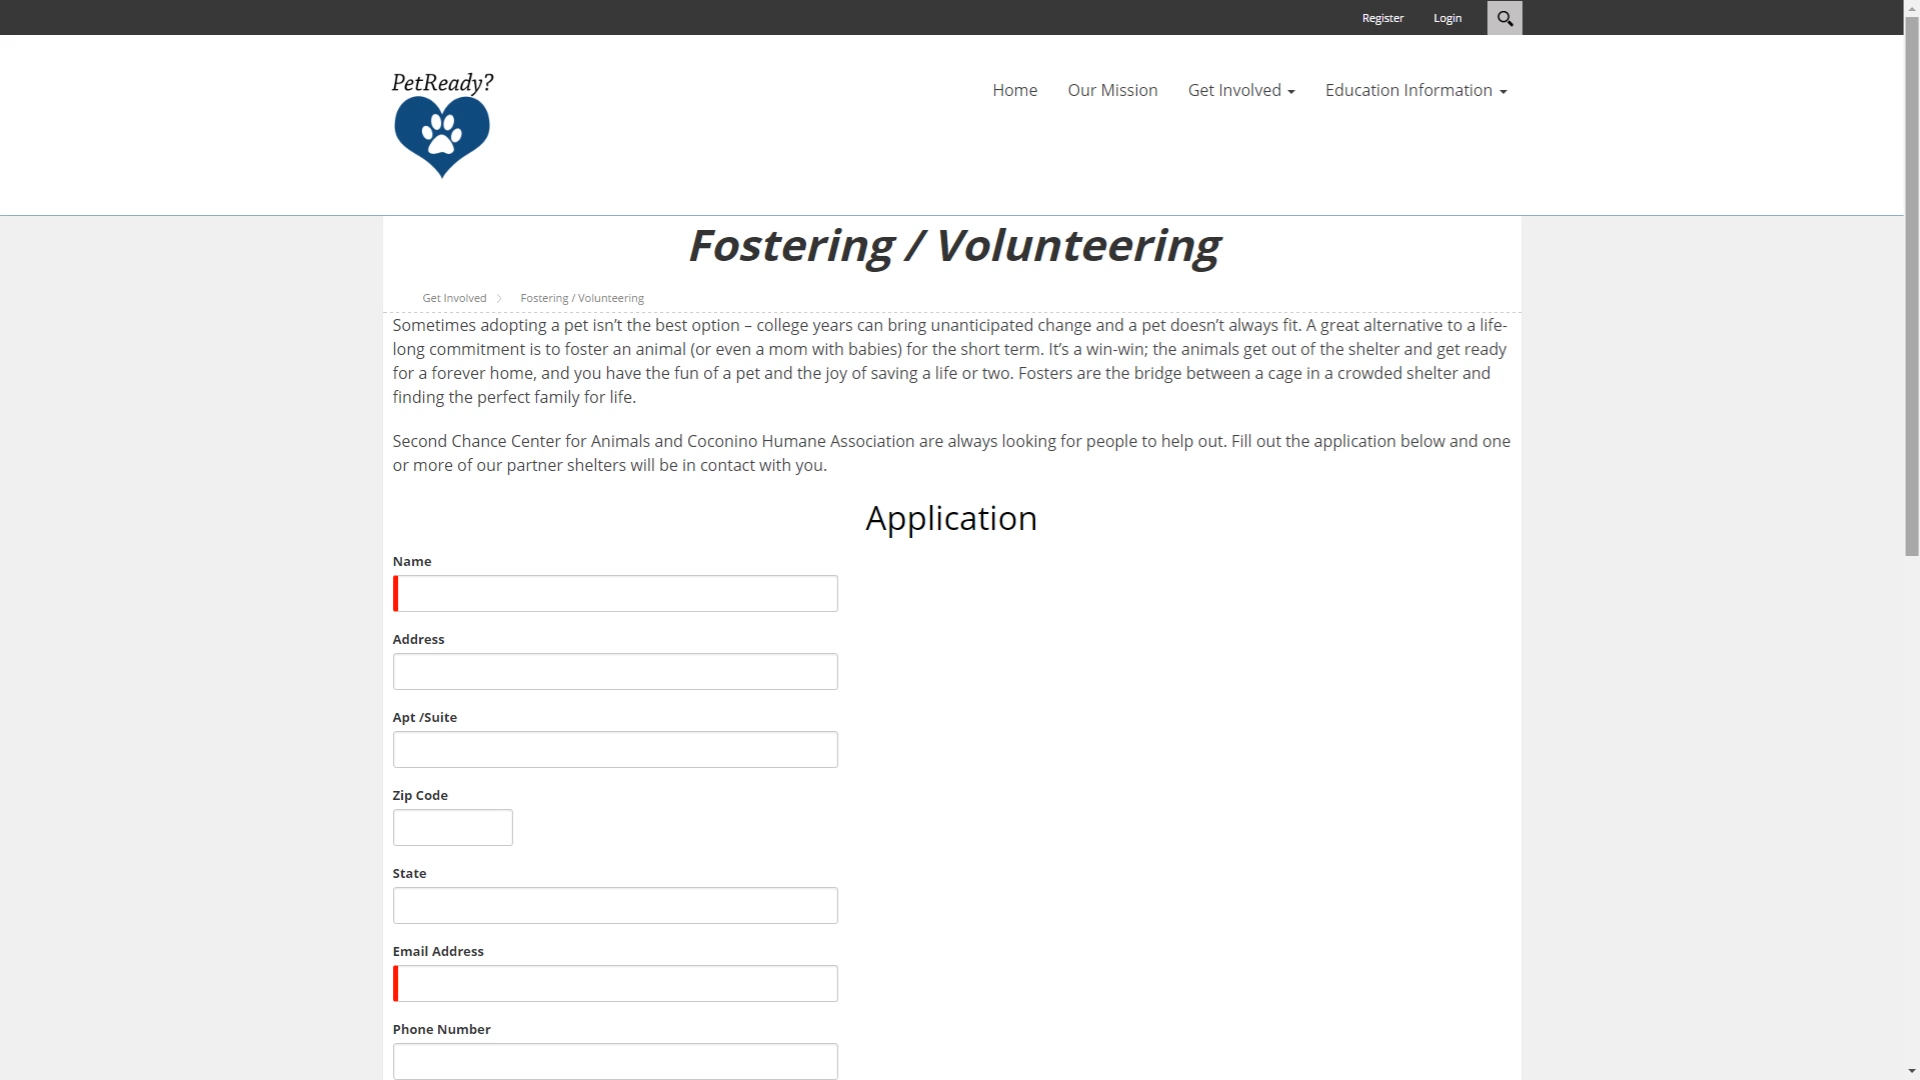 Register Login
PetReady?
Home Our Mission Get Involved Education Information
Fostering / Volunteering
Get Involved Fostering / Volunteering
Sometimes adopting a pet isn’t the best option – college years can bring unanticipated change and a pet doesn’t always fit. A great alternative to a life-
long commitment is to foster an animal (or even a mom with babies) for the short term. It’s a win-win; the animals get out of the shelter and get ready
for a forever home, and you have the fun of a pet and the joy of saving a life or two. Fosters are the bridge between a cage in a crowded shelter and
finding the perfect family for life.
Second Chance Center for Animals and Coconino Humane Association are always looking for people to help out. Fill out the application below and one
or more of our partner shelters will be in contact with you.
Application
Name
Address
Apt /Suite
Zip Code
State
Email Address
Phone Number